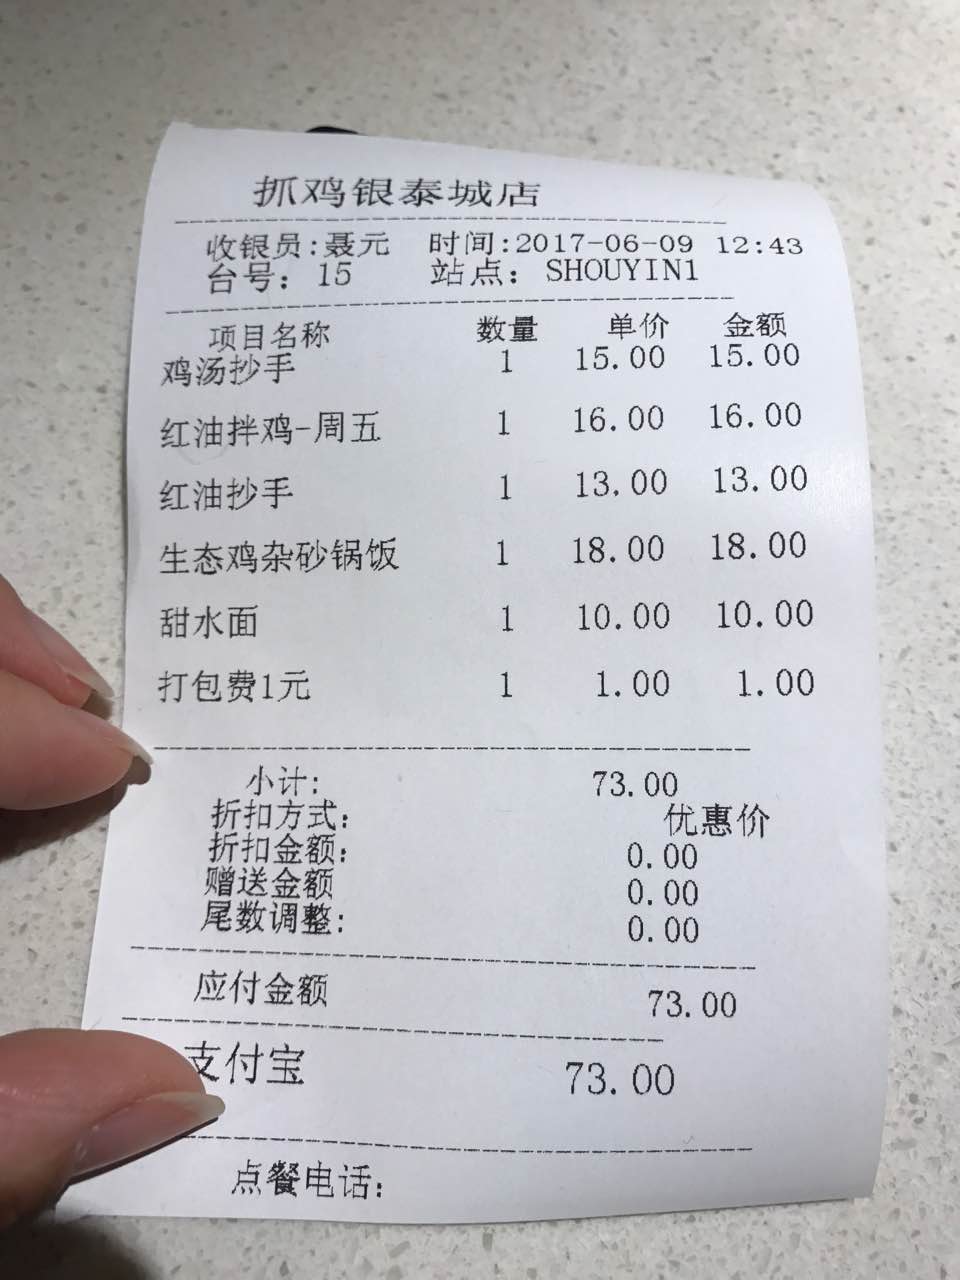 抓鸡银泰城店
收银员:聂元 时间:2017-06-09 12:43
台号: 15 站点: SHOUYIN1
项目名称 数量 单价 金额
鸡汤抄手 1 15.00 15.00
红油拌鸡-周五 1 16.00 16.00
红油抄手 1 13.00 13.00
生态鸡杂砂锅饭 1 18.00 18.00
甜水面 1 10.00 10.00
打包费1元 1 1.00 1.00
小计: 73.00
折扣方式: 优惠价
折扣金额: 0.00
赠送金额 0.00
尾数调整: 0.00
应付金额 73.00
支付宝 73.00
点餐电话: